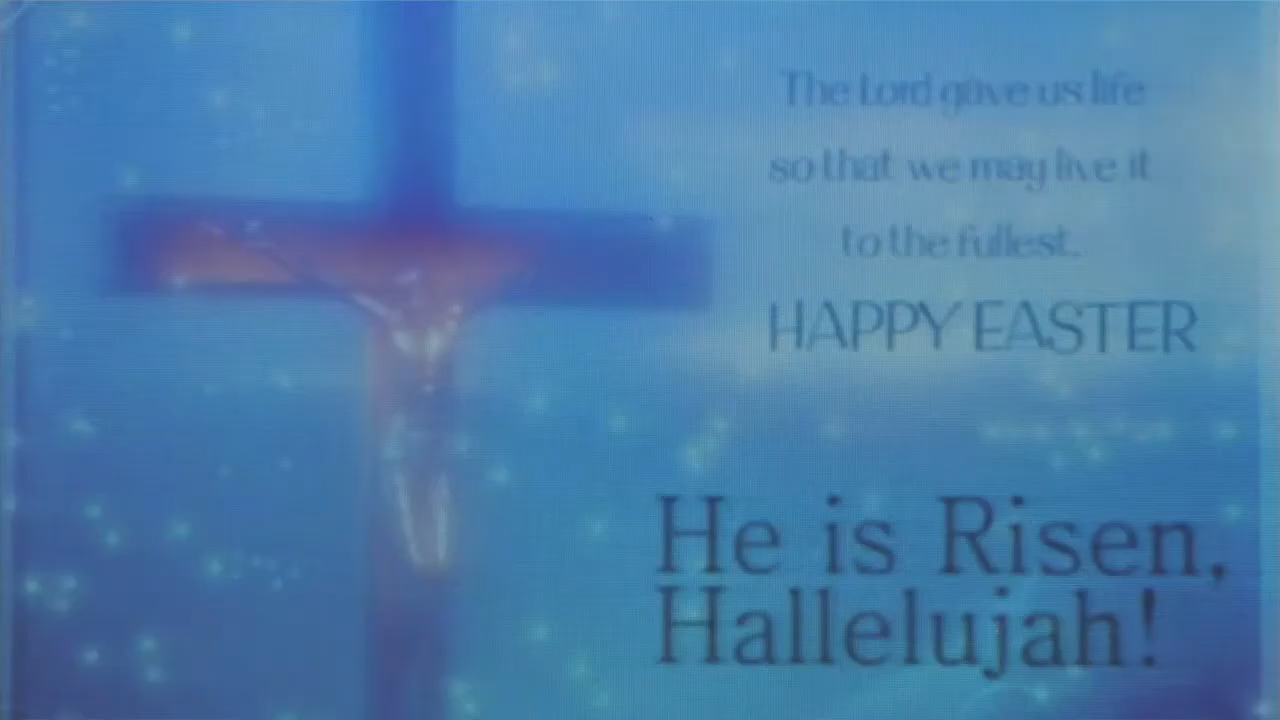 The Lord gave us life
so that we may live it
to the fullest.
HAPPY EASTER
He is Risen,
Hallelujah!